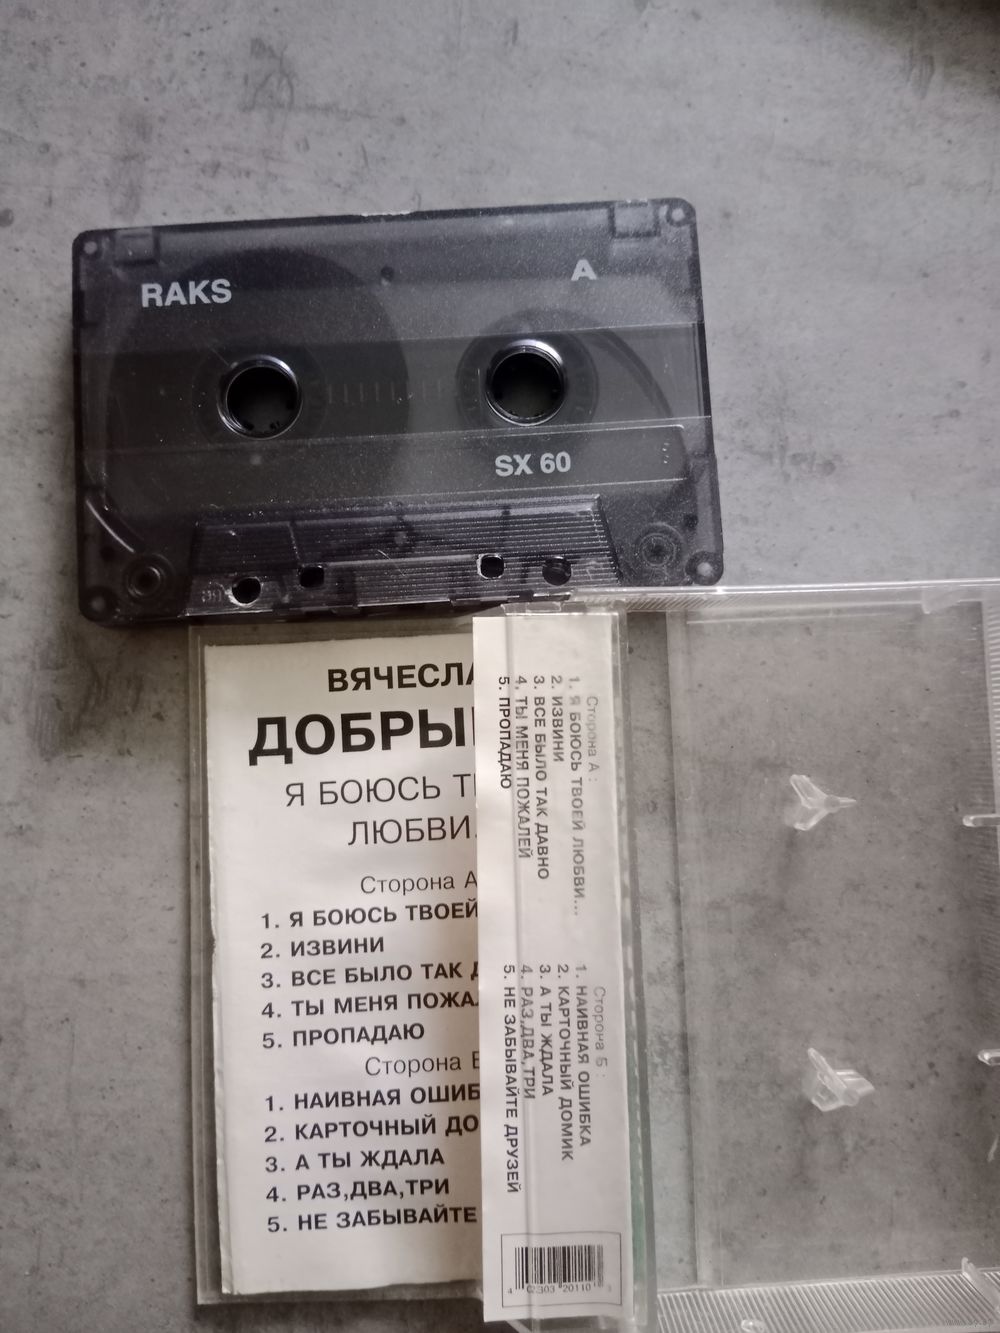 RAKS
A
SX 60
ВЯЧЕСЛА
ДОБРЫ
Я БОЮСЬ
ЛЮБВИ.
Сторона А
1. Я БОЮСЬ ТВОЕЙ
2. ИЗВИНИ
3. ВСЕ БЫЛО ТАК
4. ТЫ МЕНЯ ПОЖА
5. ПРОПАДАЮ
Сторона
1. НАИВНАЯ ОШИБ
2. КАРТОЧНЫЙ ДО
3. А ТЫ ЖДАЛА
4. РАЗ,ДВА,ТРИ
5. НЕ ЗАБЫВАЙТЕ
Сторона А :
1. Я БОЮСЬ ТВОЕЙ ЛЮБВИ...
2. ИЗВИНИ
3. ВСЕ БЫЛО ТАК ДАВНО
4. ТЫ МЕНЯ ПОЖАЛЕЙ
5. ПРОПАДАЮ
Сторона Б :
1. НАИВНАЯ ОШИБКА
2. КАРТОЧНЫЙ ДОМИК
3. А ТЫ ЖДАЛА
4. РАЗ,ДВА,ТРИ
5. НЕ ЗАБЫВАЙТЕ ДРУЗЕЙ